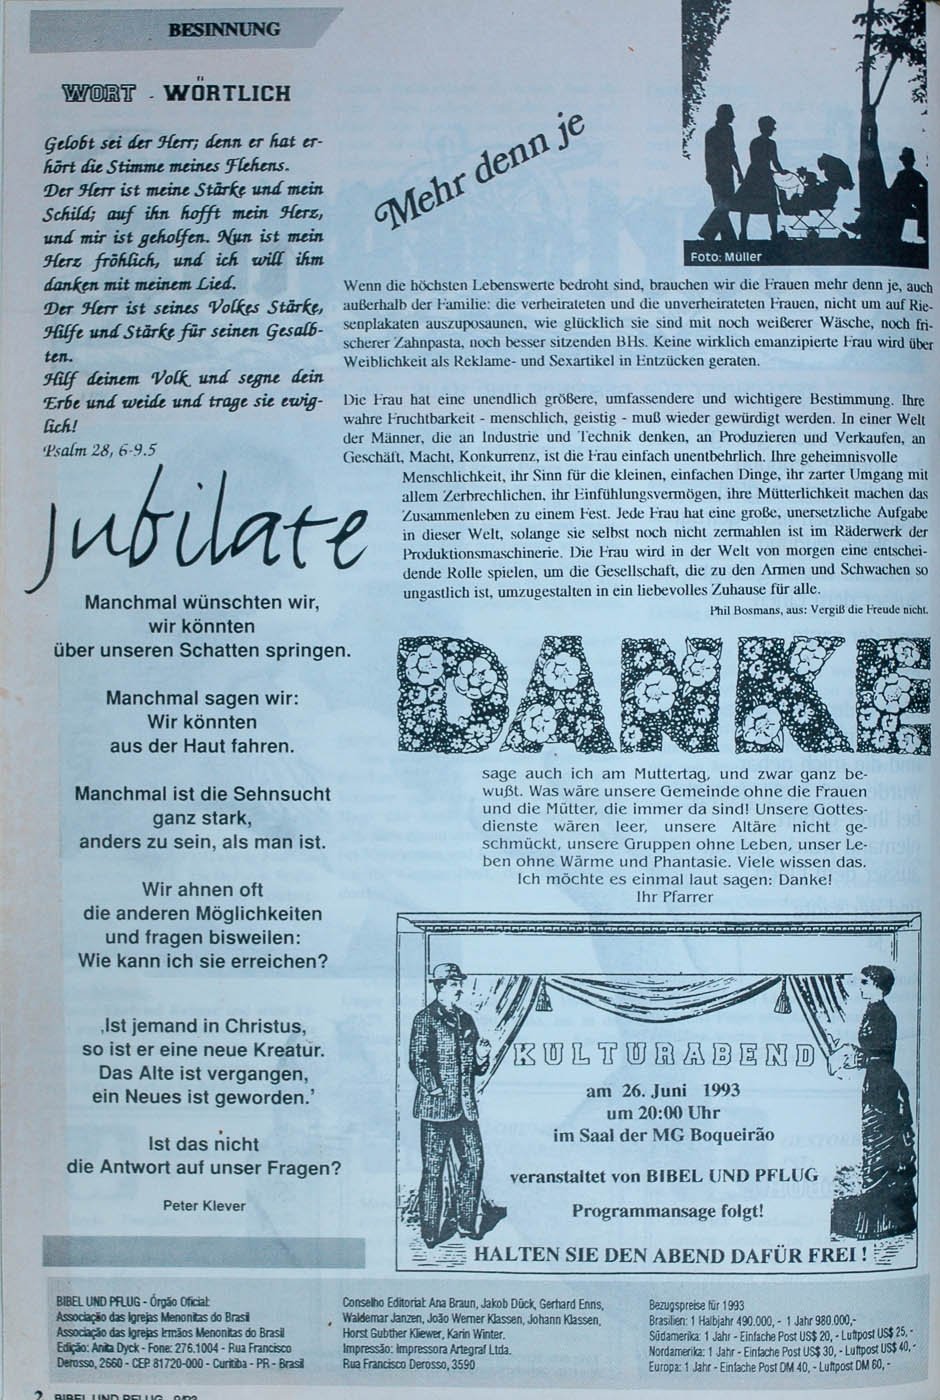 BESINNUNG
WORT - WÖRTLICH
Gelobt sei der Herr; denn er hat er-
hört die Stimme meines Flehens.
Der Herr ist meine Stärke und mein
Schild; auf ihn hofft mein Herz,
und mir ist geholfen. Nun ist mein
Herz fröhlich, und ich will ihm
danken mit meinem Lied.
Der Herr ist seines Volkes Stärke,
Hilfe und Stärke für seinen Gesalb-
ten.
Hilf deinem Volk und segne dein
Erbe und weide und trage sie ewig-
lich!
Psalm 28, 6-9.5
Jubilate
Manchmal wünschten wir,
wir könnten
über unseren Schatten springen.
Manchmal sagen wir:
Wir könnten
aus der Haut fahren.
Manchmal ist die Sehnsucht
ganz stark,
anders zu sein, als man ist.
Wir ahnen oft
die anderen Möglichkeiten
und fragen bisweilen:
Wie kann ich sie erreichen?
‚Ist jemand in Christus,
so ist er eine neue Kreatur.
Das Alte ist vergangen,
ein Neues ist geworden.’
Ist das nicht
die Antwort auf unser Fragen?
Peter Klever
Mehr denn je
Foto: Müller
Wenn die höchsten Lebenswerte bedroht sind, brauchen wir die Frauen mehr denn je, auch
außerhalb der Familie: die verheirateten und die unverheirateten Frauen, nicht um auf Rie-
senplakaten auszuposaunen, wie glücklich sie sind mit noch weißerer Wäsche, noch fri-
scherer Zahnpasta, noch besser sitzenden BHs. Keine wirklich emanzipierte Frau wird über
Weiblichkeit als Reklame- und Sexartikel in Entzücken geraten.
Die Frau hat eine unendlich größere, umfassendere und wichtigere Bestimmung. Ihre
wahre Fruchtbarkeit - menschlich, geistig - muß wieder gewürdigt werden. In einer Welt
der Männer, die an Industrie und Technik denken, an Produzieren und Verkaufen, an
Geschäft, Macht, Konkurrenz, ist die Frau einfach unentbehrlich. Ihre geheimnisvolle
Menschlichkeit, ihr Sinn für die kleinen, einfachen Dinge, ihr zarter Umgang mit
allem Zerbrechlichen, ihr Einfühlungsvermögen, ihre Mütterlichkeit machen das
Zusammenleben zu einem Fest. Jede Frau hat eine große, unersetzliche Aufgabe
in dieser Welt, solange sie selbst noch nicht zermahlen ist im Räderwerk der
Produktionsmaschinerie. Die Frau wird in der Welt von morgen eine entschei-
dende Rolle spielen, um die Gesellschaft, die zu den Armen und Schwachen so
ungastlich ist, umzugestalten in ein liebevolles Zuhause für alle.
Phil Bosmans, aus: Vergiß die Freude nicht.
DANKE
sage auch ich am Muttertag, und zwar ganz be-
wußt. Was wäre unsere Gemeinde ohne die Frauen
und die Mütter, die immer da sind! Unsere Gottes-
dienste wären leer, unsere Altäre nicht ge-
schmückt, unsere Gruppen ohne Leben, unser Le-
ben ohne Wärme und Phantasie. Viele wissen das.
Ich möchte es einmal laut sagen: Danke!
Ihr Pfarrer
KULTURABEND
am 26. Juni 1993
um 20:00 Uhr
im Saal der MG Boqueirão
veranstaltet von BIBEL UND PFLUG
Programmansage folgt!
HALTEN SIE DEN ABEND DAFÜR FREI !
BIBEL UND PFLUG - Órgão Oficial:
Associação das Igrejas Menonitas do Brasil
Associação das Igrejas Irmãos Menonitas do Brasil
Edição: Anita Dyck - Fone: 276.1004 - Rua Francisco
Derosso, 2660 - CEP. 81720-000 - Curitiba - PR - Brasil
Conselho Editorial: Ana Braun, Jakob Dück, Gerhard Enns,
Waldemar Janzen, João Werner Klassen, Johann Klassen,
Horst Gubther Kliewer, Karin Winter.
Impressão: Impressora Artegraf Ltda.
Rua Francisco Derosso, 3590
Bezugspreise für 1993
Brasilien: 1 Halbjahr 490.000, - 1 Jahr 980.000,-
Südamerika: 1 Jahr - Einfache Post US$ 20, - Luftpost US$ 25, -
Nordamerika: 1 Jahr - Einfache Post US$ 30, - Luftpost US$ 40, -
Europa: 1 Jahr - Einfache Post DM 40, - Luftpost DM 60, -
2 BIBEL UND PFLUG 9/93